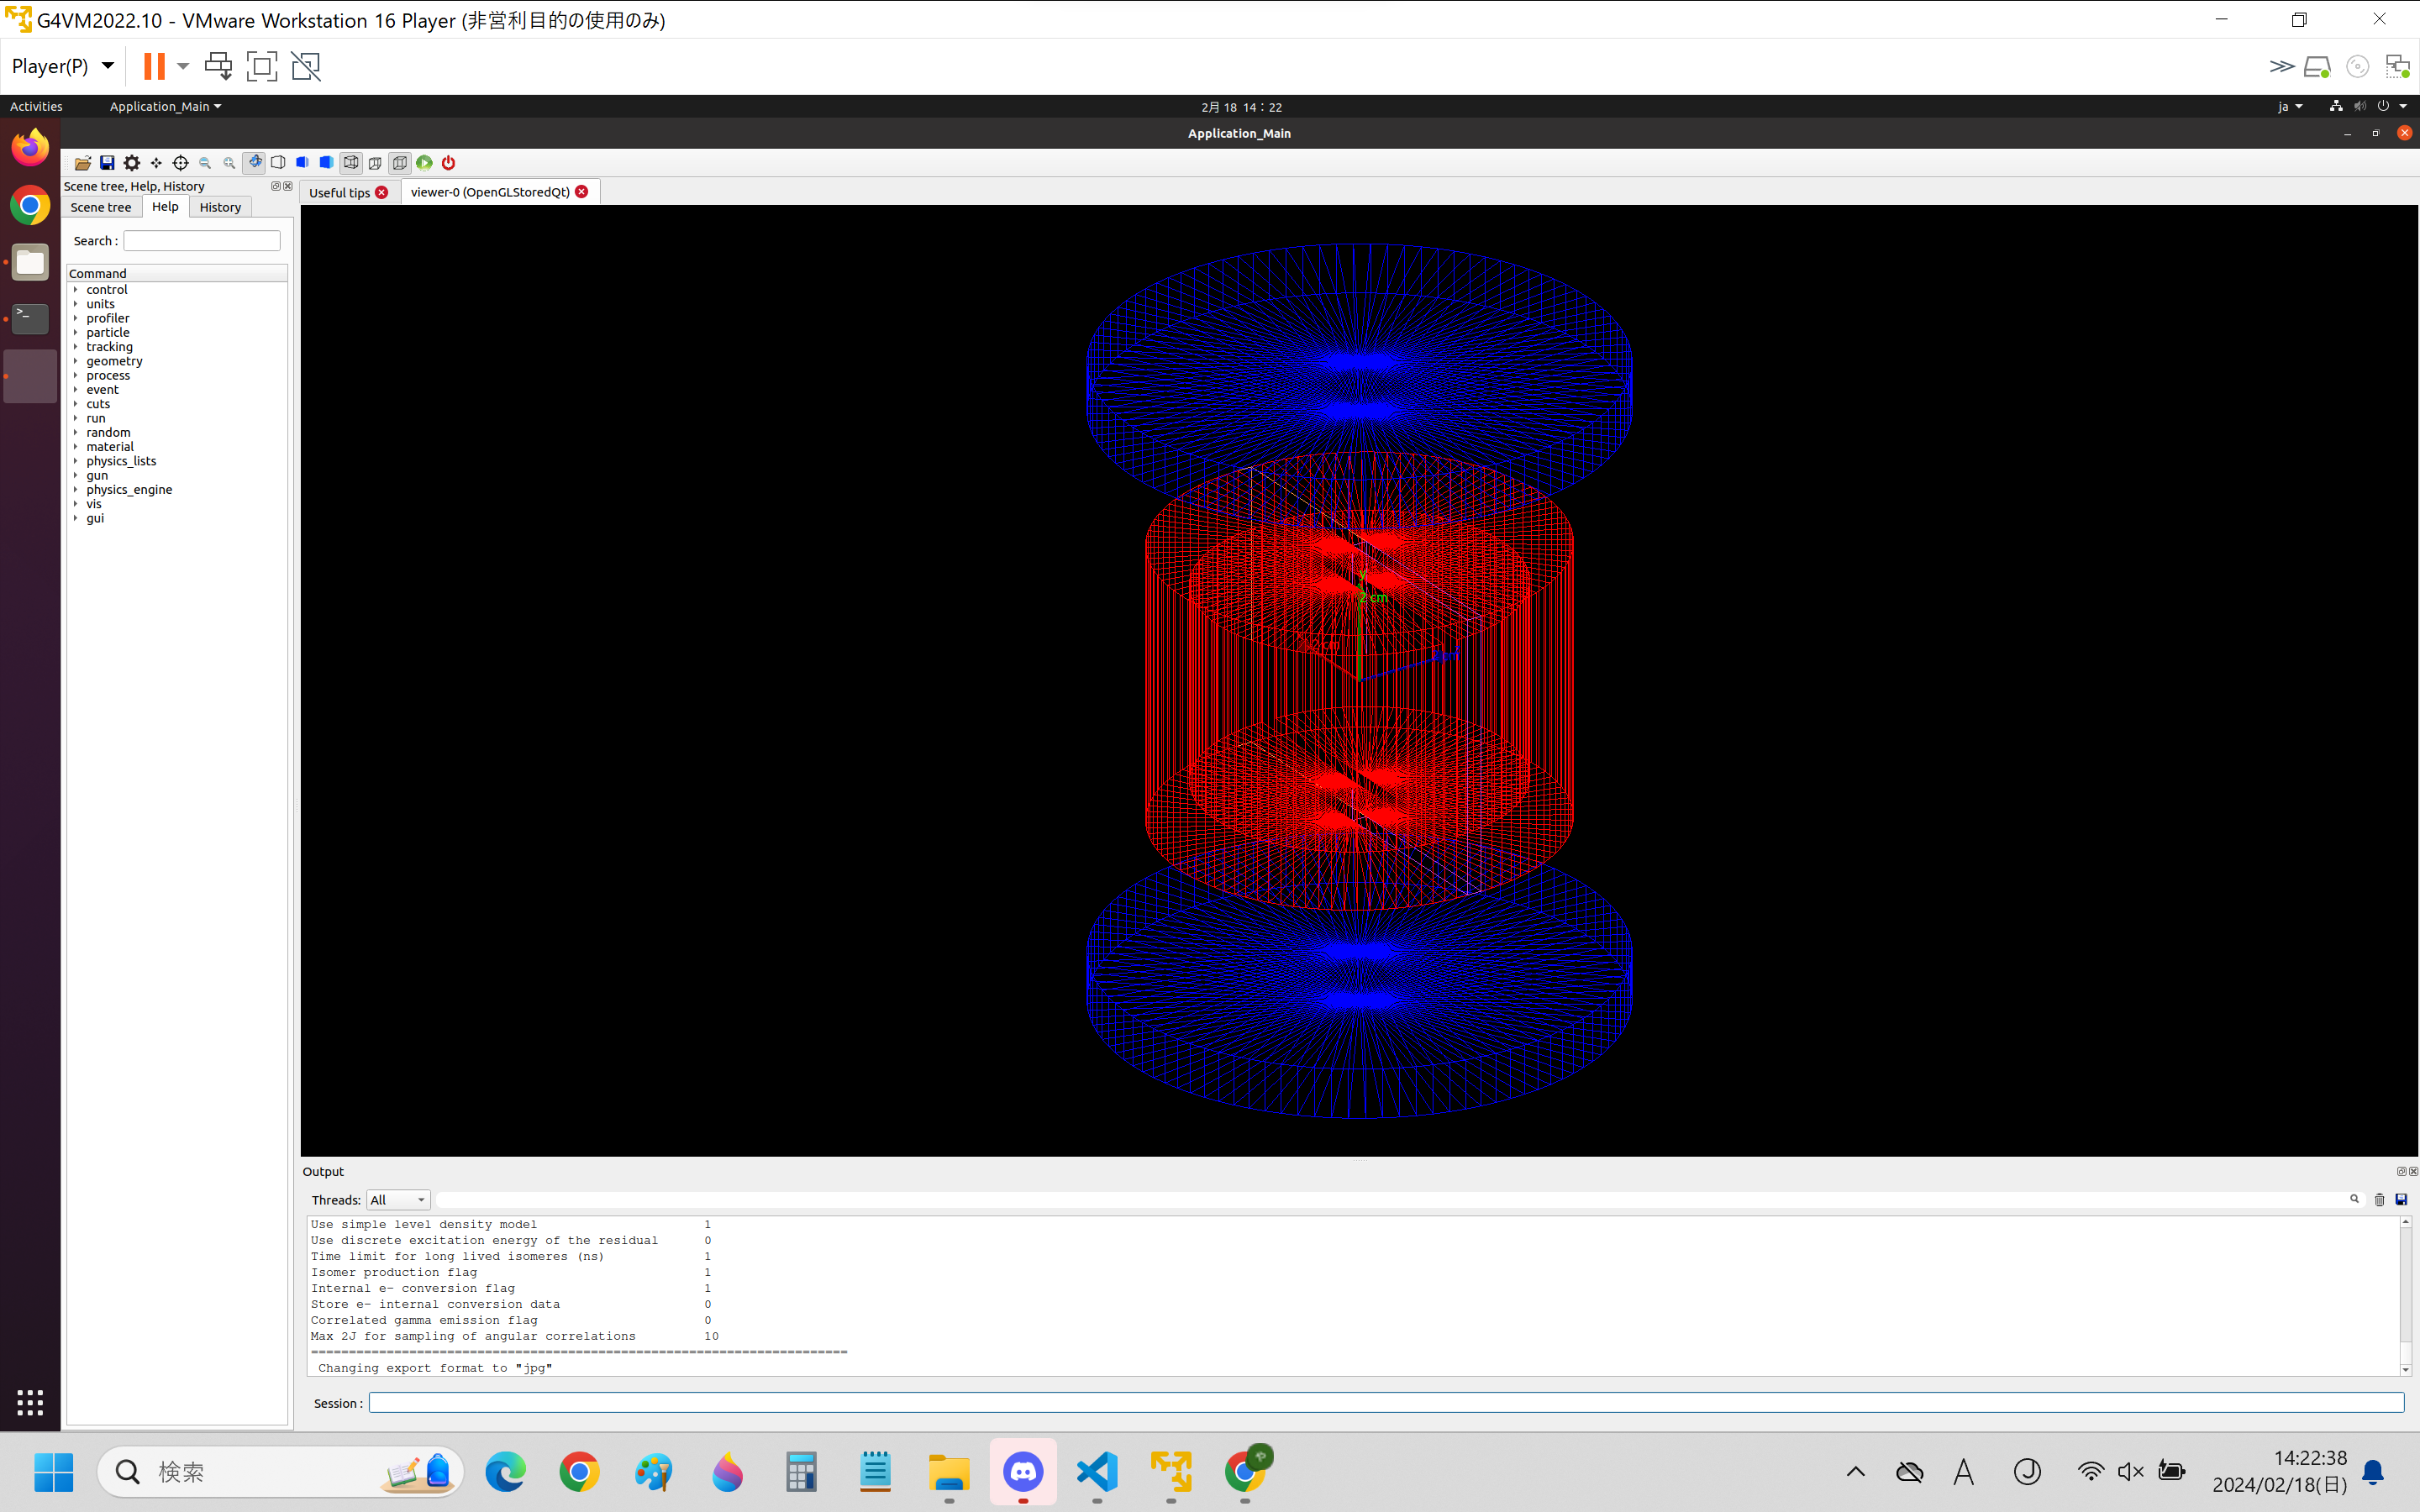 G4VM2022.10 - VMware Workstation 16 Player (非営利目的の使用のみ)
Player(P)
Activities
Application_Main
2月 18 14：22
ja
Application_Main
Scene tree, Help, History
Useful tips
viewer-0 (OpenGLStoredQt)
Scene tree
Help
History
Search :
Command
control
units
profiler
particle
tracking
geometry
process
event
cuts
run
random
material
physics_lists
gun
physics_engine
vis
gui
y
2 cm
2 cm
Output
Threads:
All
Use simple level density model 1
Use discrete excitation energy of the residual 0
Time limit for long lived isomeres (ns) 1
Isomer production flag 1
Internal e- conversion flag 1
Store e- internal conversion data 0
Correlated gamma emission flag 0
Max 2J for sampling of angular correlations 10
=======================================================================
Changing export format to "jpg"
Session :
検索
A
J
14:22:38
2024/02/18(日)